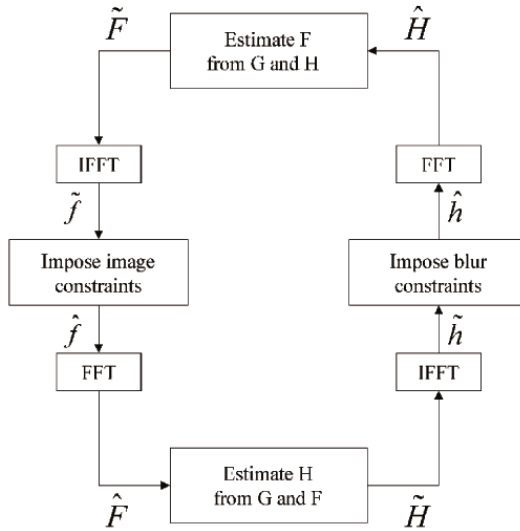 F̃
Estimate F
from G and H
Ĥ
IFFT
FFT
f̃
ĥ
Impose image
constraints
Impose blur
constraints
f̂
h̃
FFT
IFFT
Estimate H
from G and F
F̂
H̃